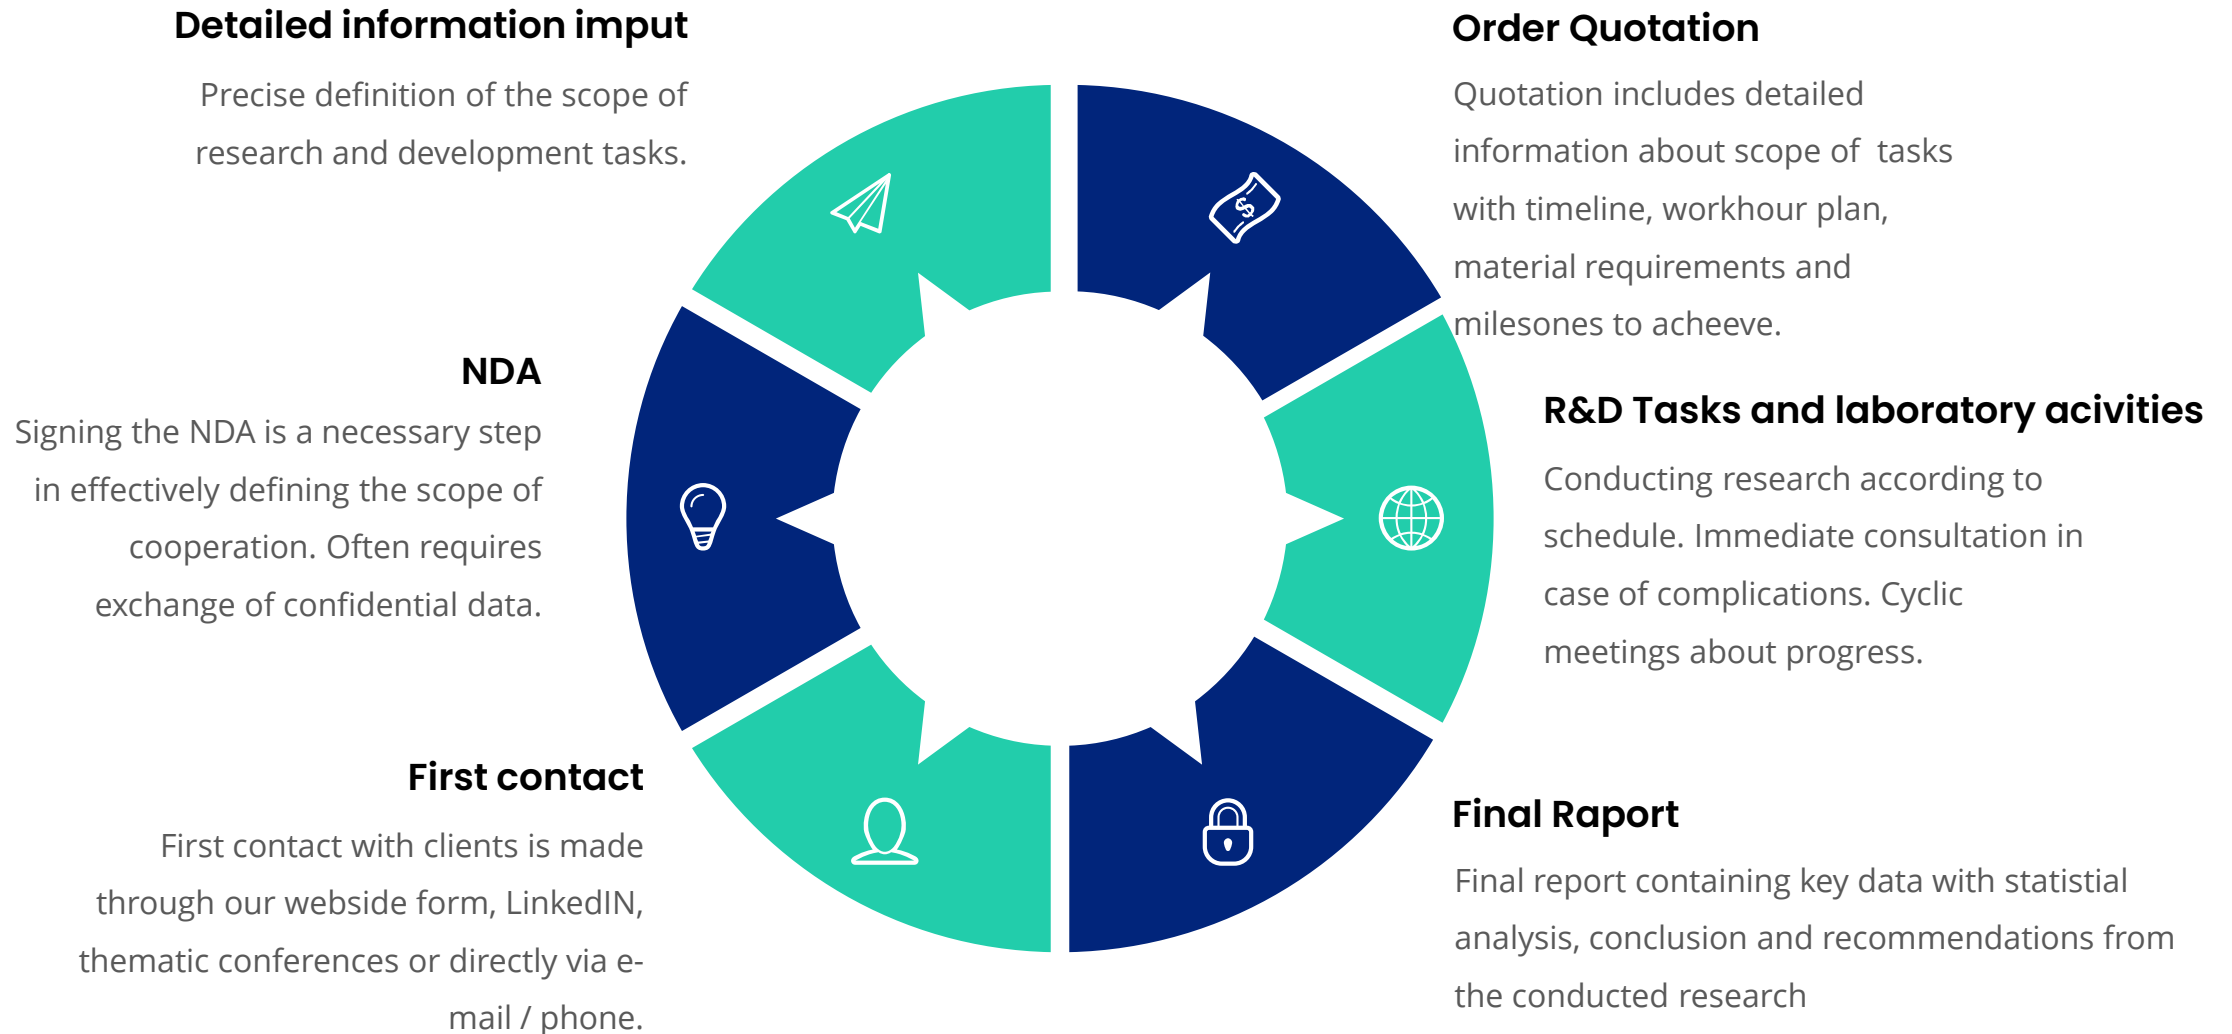 Detailed information imput
Precise definition of the scope of
research and development tasks.
NDA
Signing the NDA is a necessary step
in effectively defining the scope of
cooperation. Often requires
exchange of confidential data.
First contact
First contact with clients is made
through our webside form, LinkedIN,
thematic conferences or directly via e-
mail / phone.
Order Quotation
Quotation includes detailed
information about scope of  tasks
with timeline, workhour plan,
material requirements and
milesones to acheeve.
R&D Tasks and laboratory acivities
Conducting research according to
schedule. Immediate consultation in
case of complications. Cyclic
meetings about progress.
Final Raport
Final report containing key data with statistial
analysis, conclusion and recommendations from
the conducted research
$